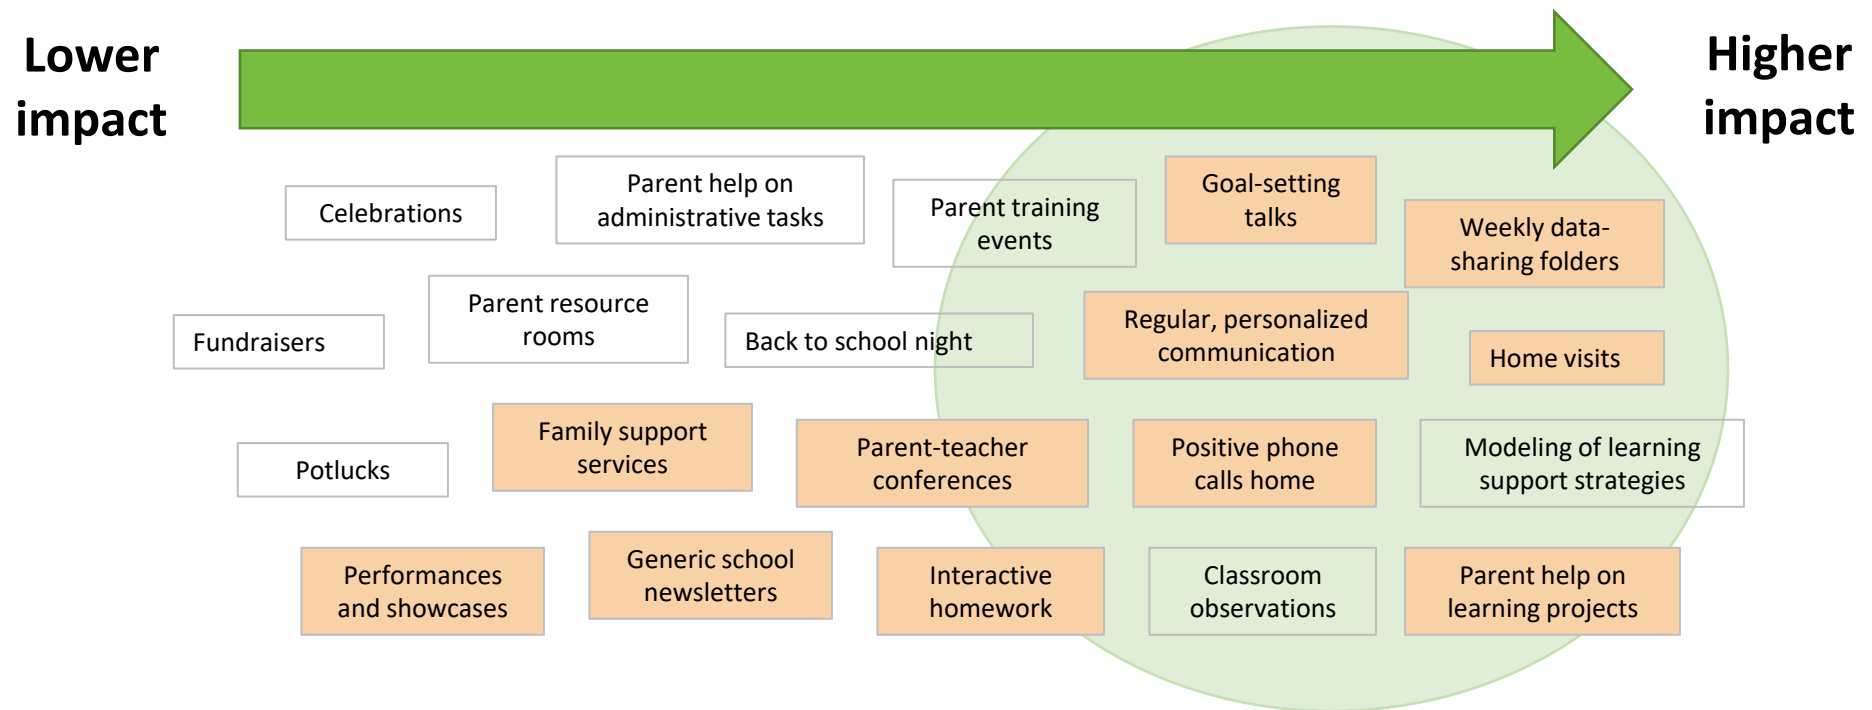 Lower
impact
Higher
impact
Celebrations
Parent help on
administrative tasks
Parent training
events
Goal-setting
talks
Weekly data-
sharing folders
Fundraisers
Parent resource
rooms
Back to school night
Regular, personalized
communication
Home visits
Potlucks
Family support
services
Parent-teacher
conferences
Positive phone
calls home
Modeling of learning
support strategies
Performances
and showcases
Generic school
newsletters
Interactive
homework
Classroom
observations
Parent help on
learning projects